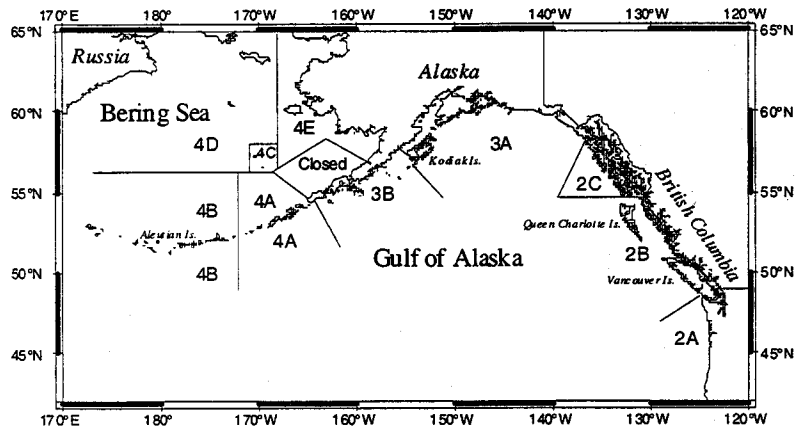 170°E 180° 170°W 160°W 150°W 140°W 130°W 120°W
65°N 65°N
Russia
Alaska
Bering Sea
60°N 60°N
4E
4D 3A
4C
Closed
Kodiak Is.
British Columbia
2C
55°N 55°N
4A 3B
4B
Queen Charlotte Is.
Aleutian Is.
4A
2B
Gulf of Alaska
4B
50°N 50°N
Vancouver Is.
2A
45°N 45°N
170°E 180° 170°W 160°W 150°W 140°W 130°W 120°W